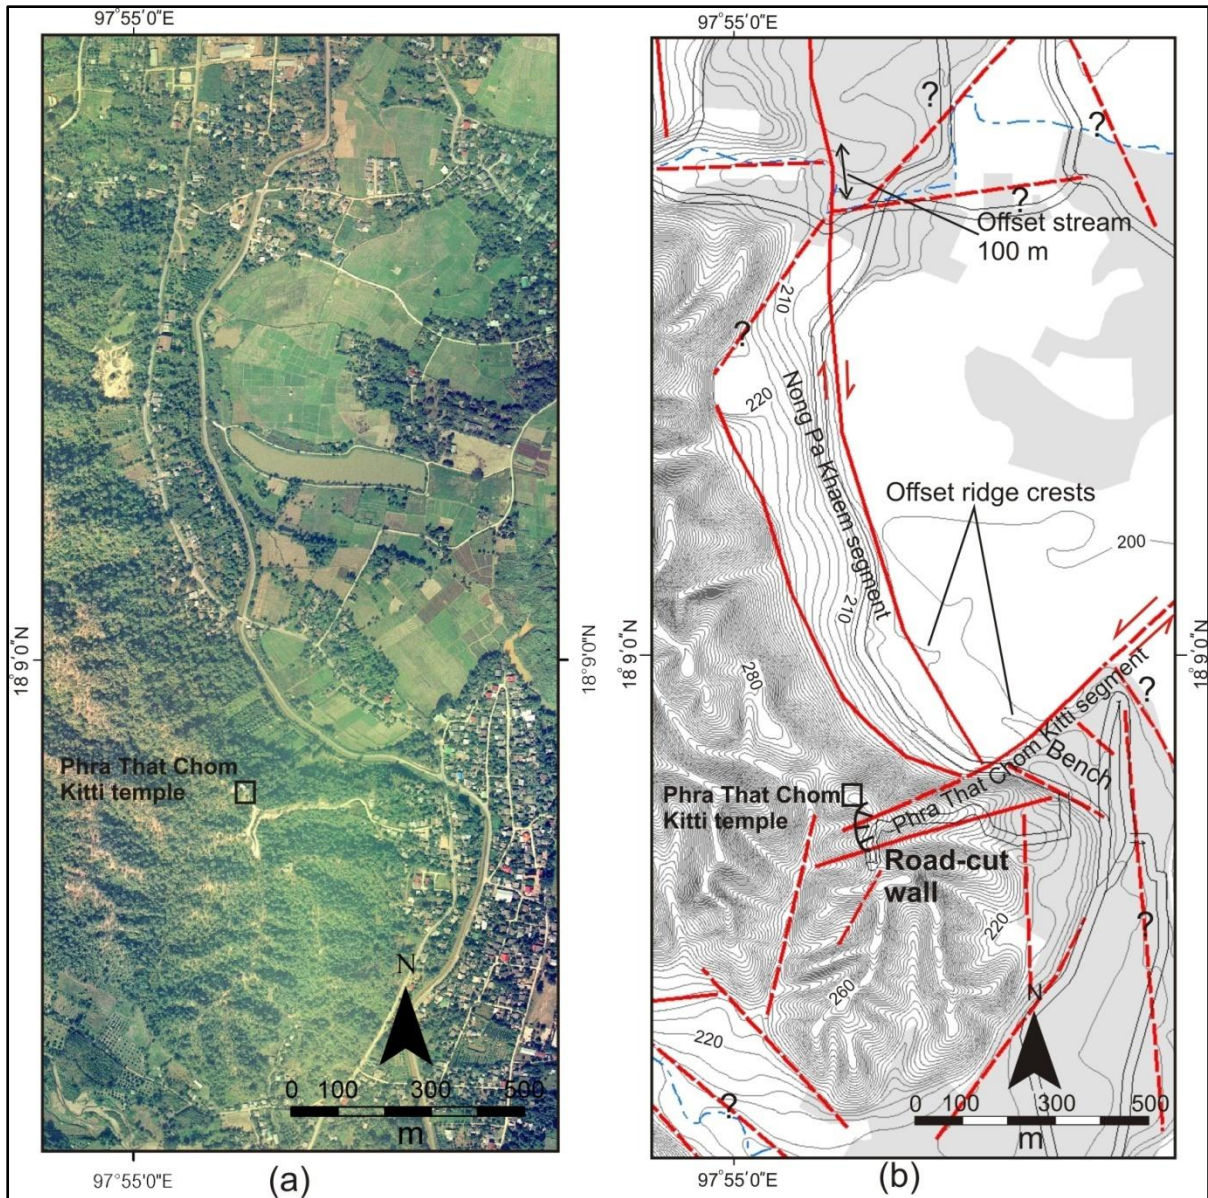 97°55'0"E
18°9'0"N
18°9'0"N
Phra That Chom
Kitti temple
N
0 100 300 500
m
97°55'0"E
(a)
97°55'0"E
?
?
?
Offset stream
100 m
210
?
220
Nong Pa Khaem segment
Offset ridge crests
200
210
18°9'0"N
18°9'0"N
280
?
Phra That Chom Kitti segment
Bench
Phra That Chom
Kitti temple
Road-cut
wall
220
?
260
N
220
?
0 100 300 500
m
97°55'0"E
(b)